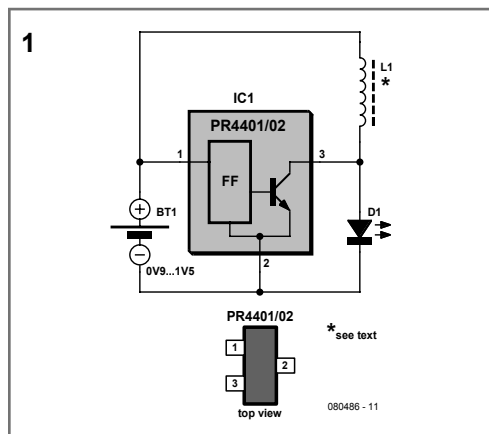 1
L1
*
IC1
PR4401/02
1
3
FF
BT1
D1
2
0V9...1V5
PR4401/02
*see text
1
2
3
top view
080486 - 11